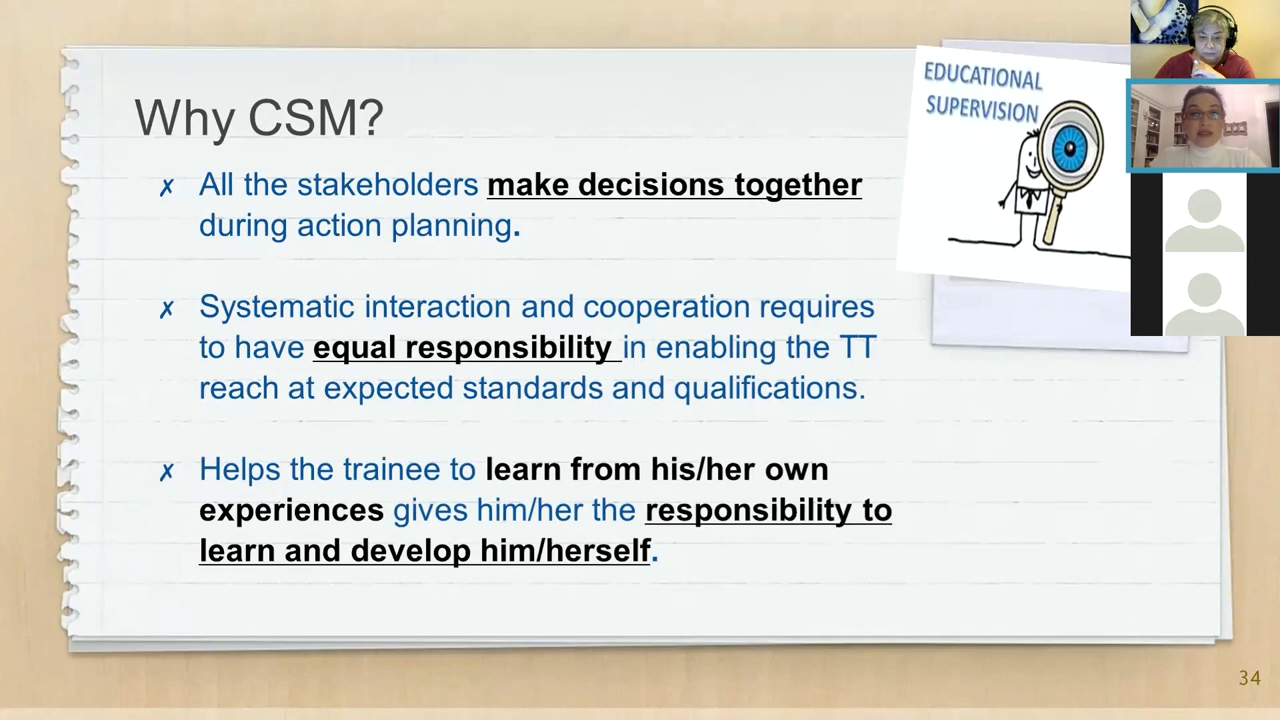 Why CSM?
✗ All the stakeholders make decisions together
during action planning.
✗ Systematic interaction and cooperation requires
to have equal responsibility in enabling the TT
reach at expected standards and qualifications.
✗ Helps the trainee to learn from his/her own
experiences gives him/her the responsibility to
learn and develop him/herself.
EDUCATIONAL
SUPERVISION
34